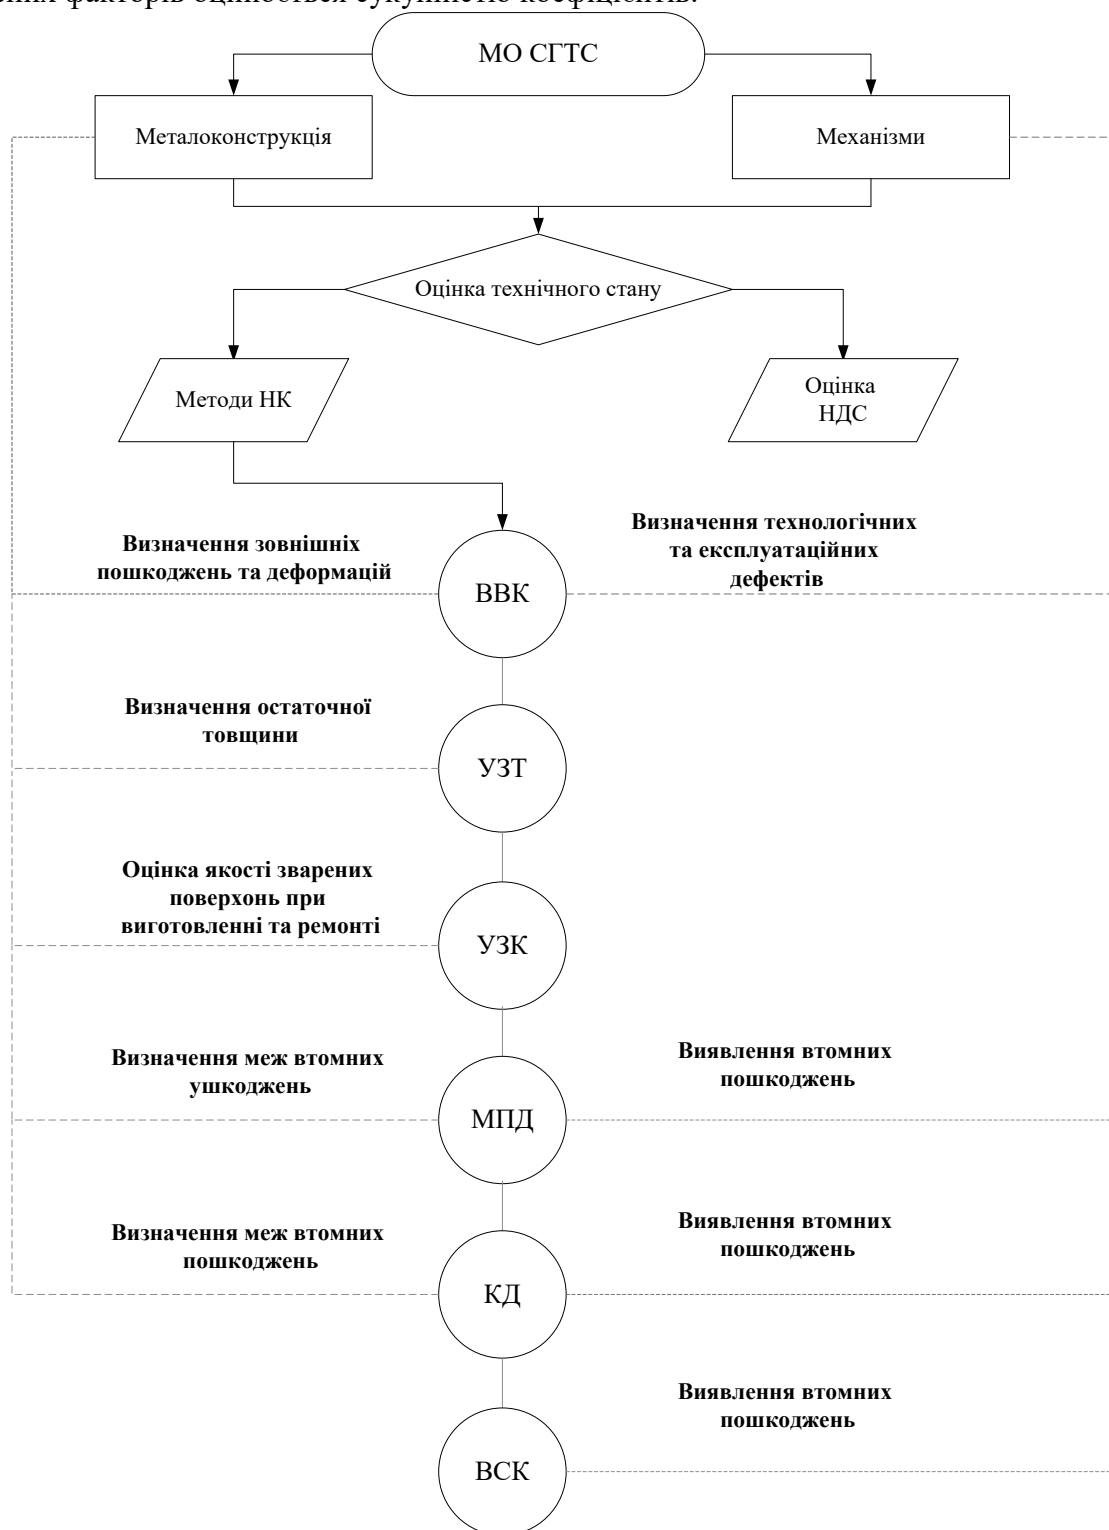 них факторів оцінюється сукупністю коефіцієнтів.
МО СГТС
Металоконструкція
Механізми
Оцінка технічного стану
Методи НК
Оцінка
НДС
Визначення зовнішніх
пошкоджень та деформацій
ВВК
Визначення технологічних
та експлуатаційних
дефектів
Визначення остаточної
товщини
УЗТ
Оцінка якості зварених
поверхонь при
виготовленні та ремонті
УЗК
Визначення меж втомних
ушкоджень
МПД
Виявлення втомних
пошкоджень
Визначення меж втомних
пошкоджень
КД
Виявлення втомних
пошкоджень
ВСК
Виявлення втомних
пошкоджень